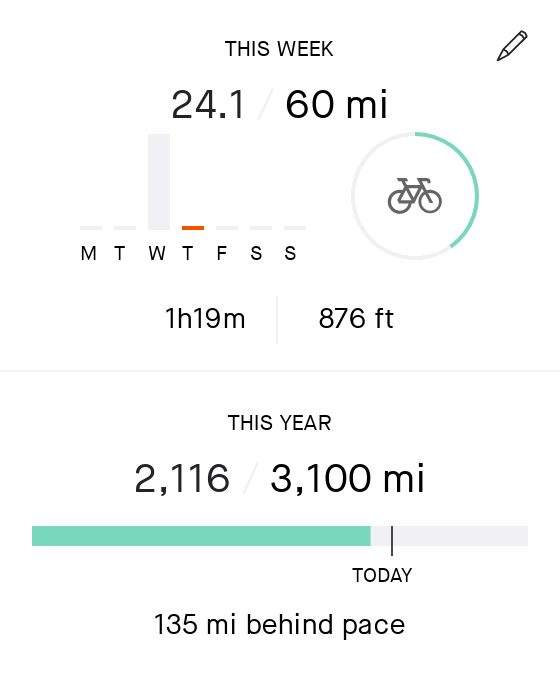 THIS WEEK
24.1 / 60 mi
M T W T F S S
1h19m 876 ft
THIS YEAR
2,116 / 3,100 mi
TODAY
135 mi behind pace